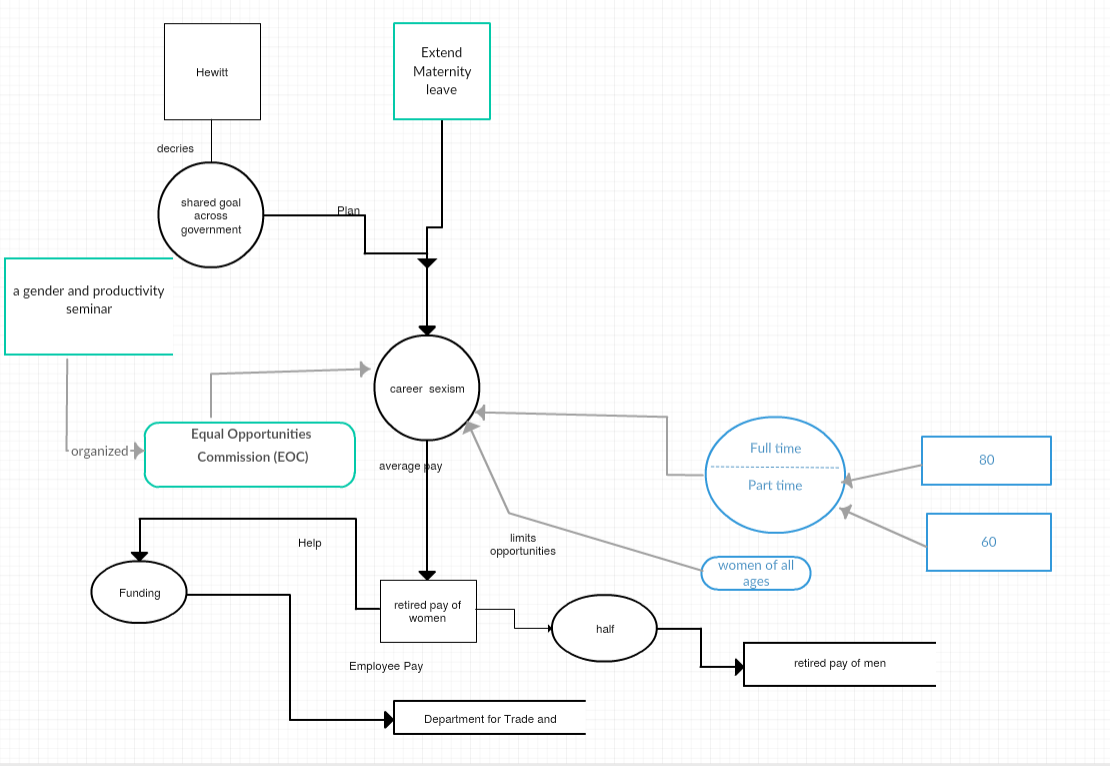 Hewitt
Extend
Maternity
leave
decries
shared goal
across
government
Plan
a gender and productivity
seminar
career sexism
organized
Equal Opportunities
Commission (EOC)
average pay
Full time
Part time
80
60
limits
opportunities
women of all
ages
Help
Funding
retired pay of
women
half
retired pay of men
Employee Pay
Department for Trade and